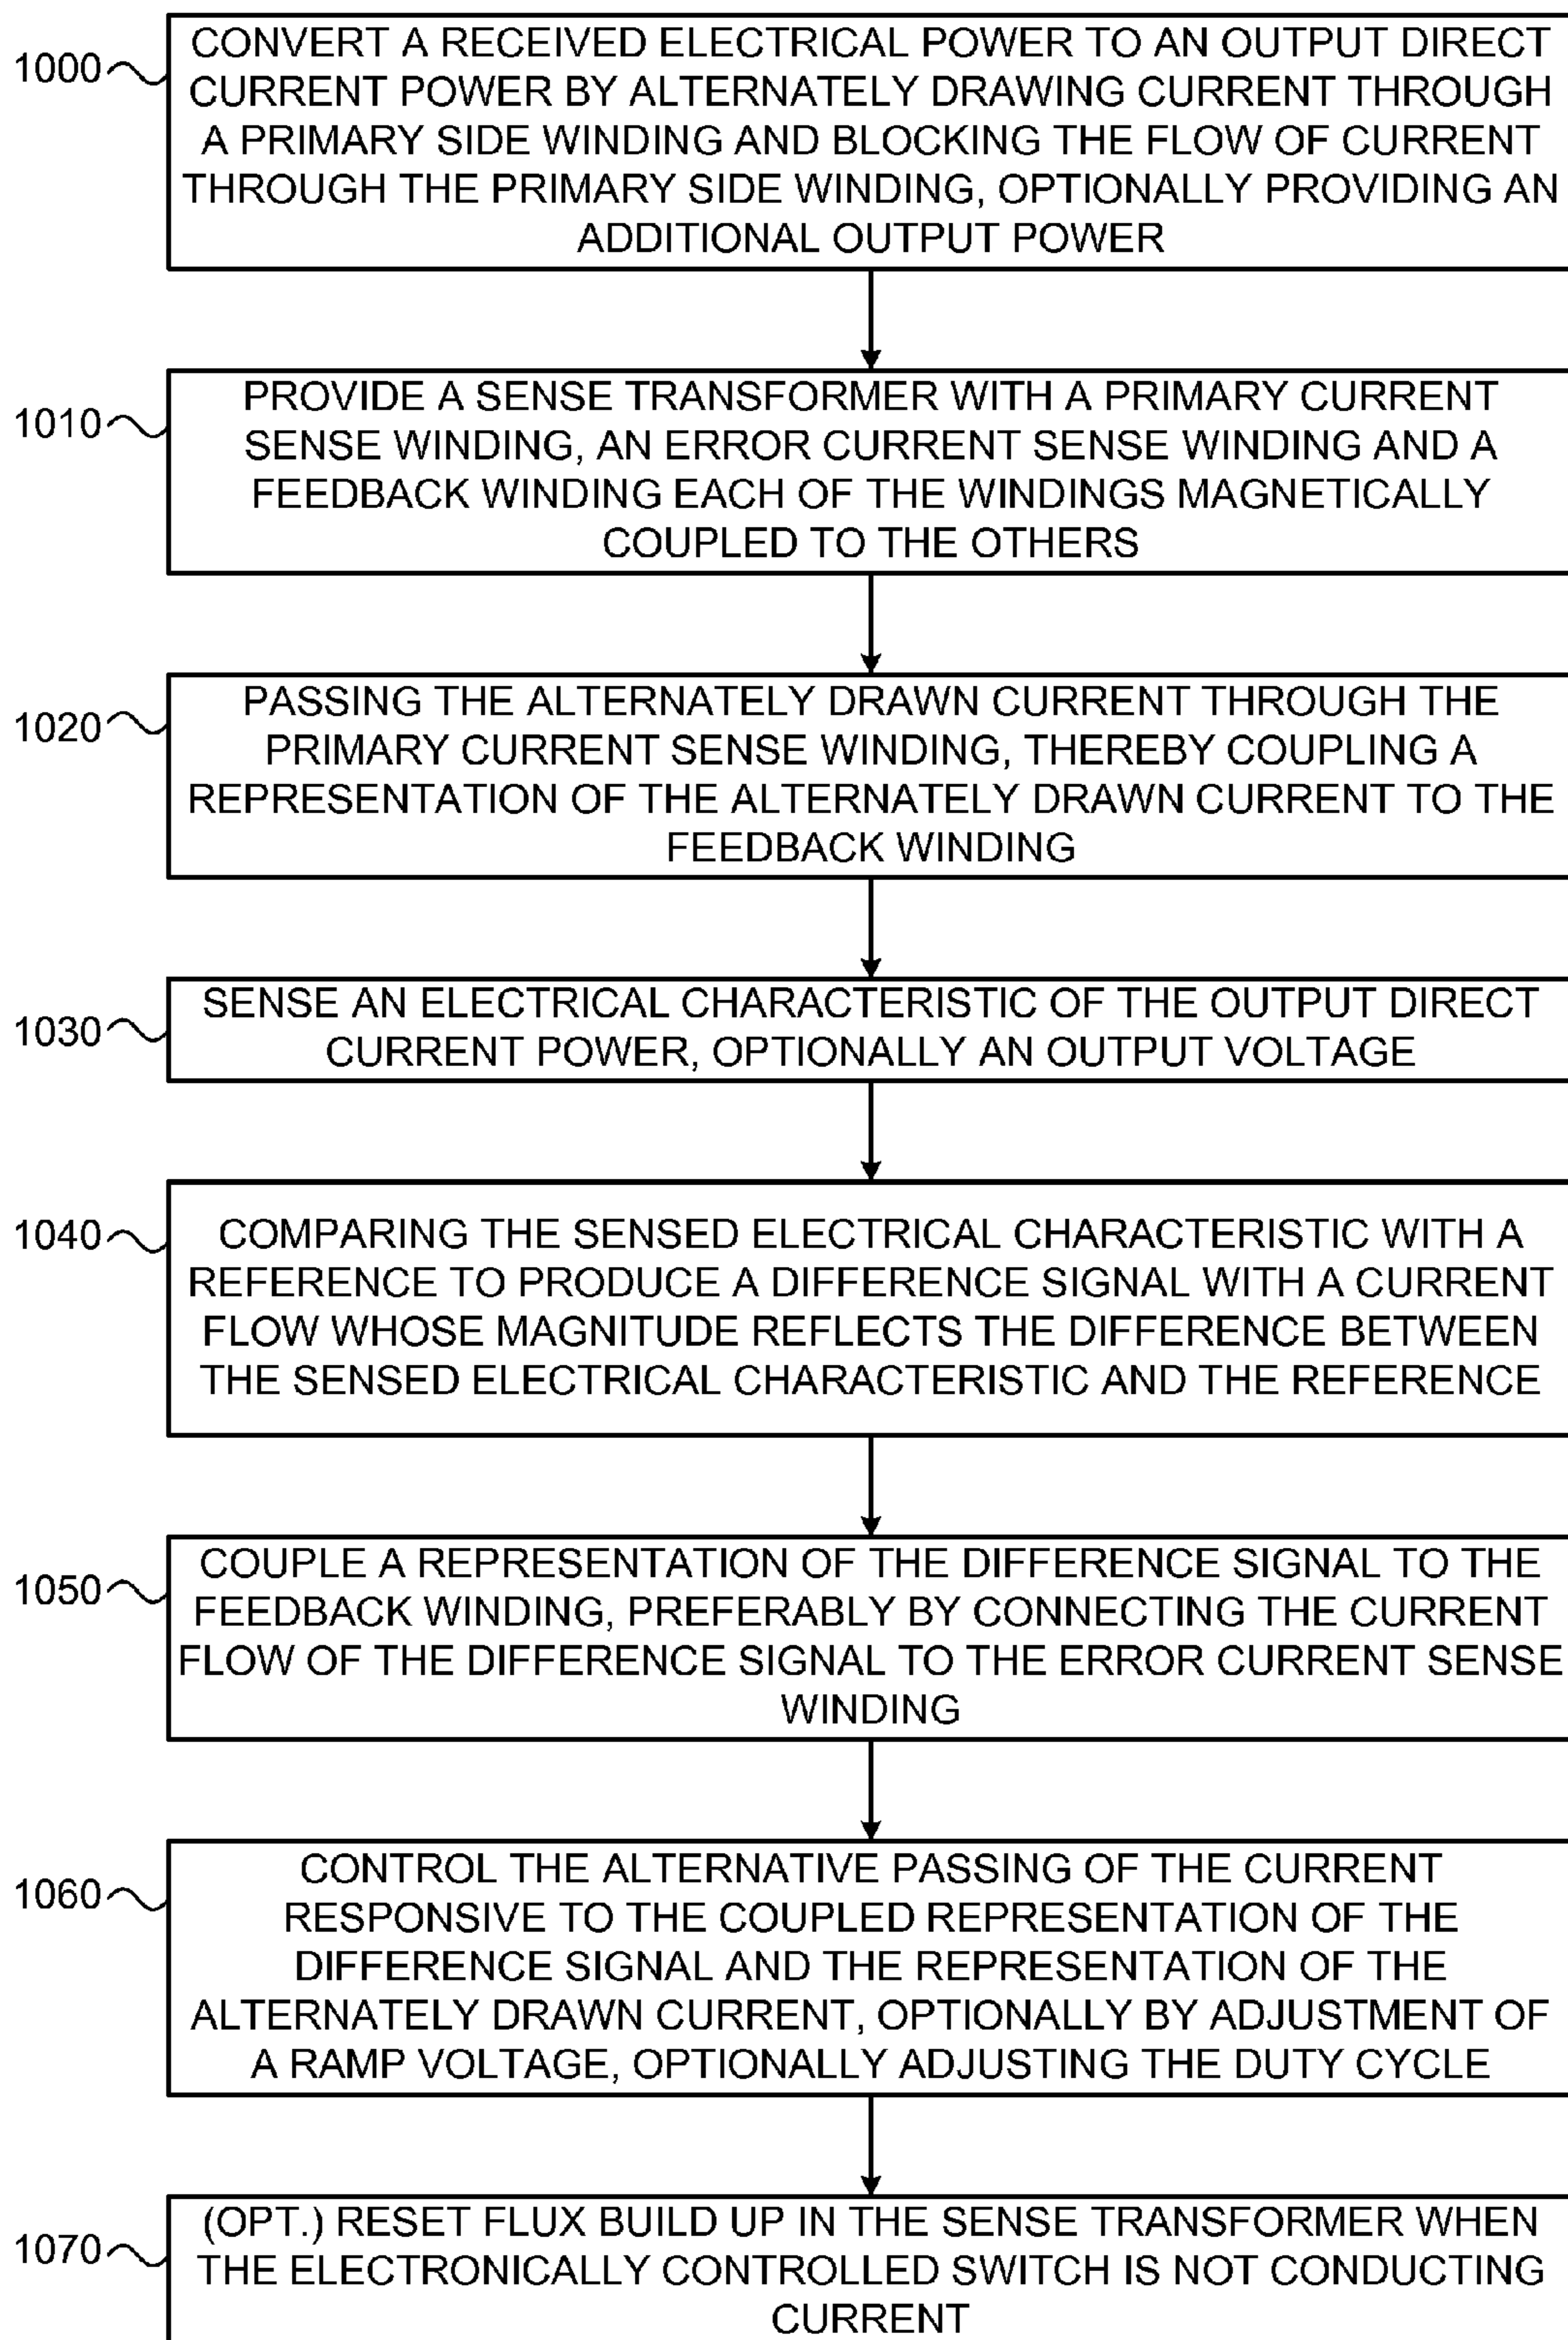 1000
CONVERT A RECEIVED ELECTRICAL POWER TO AN OUTPUT DIRECT
CURRENT POWER BY ALTERNATELY DRAWING CURRENT THROUGH
A PRIMARY SIDE WINDING AND BLOCKING THE FLOW OF CURRENT
THROUGH THE PRIMARY SIDE WINDING, OPTIONALLY PROVIDING AN
ADDITIONAL OUTPUT POWER
1010
PROVIDE A SENSE TRANSFORMER WITH A PRIMARY CURRENT
SENSE WINDING, AN ERROR CURRENT SENSE WINDING AND A
FEEDBACK WINDING EACH OF THE WINDINGS MAGNETICALLY
COUPLED TO THE OTHERS
1020
PASSING THE ALTERNATELY DRAWN CURRENT THROUGH THE
PRIMARY CURRENT SENSE WINDING, THEREBY COUPLING A
REPRESENTATION OF THE ALTERNATELY DRAWN CURRENT TO THE
FEEDBACK WINDING
1030
SENSE AN ELECTRICAL CHARACTERISTIC OF THE OUTPUT DIRECT
CURRENT POWER, OPTIONALLY AN OUTPUT VOLTAGE
1040
COMPARING THE SENSED ELECTRICAL CHARACTERISTIC WITH A
REFERENCE TO PRODUCE A DIFFERENCE SIGNAL WITH A CURRENT
FLOW WHOSE MAGNITUDE REFLECTS THE DIFFERENCE BETWEEN
THE SENSED ELECTRICAL CHARACTERISTIC AND THE REFERENCE
1050
COUPLE A REPRESENTATION OF THE DIFFERENCE SIGNAL TO THE
FEEDBACK WINDING, PREFERABLY BY CONNECTING THE CURRENT
FLOW OF THE DIFFERENCE SIGNAL TO THE ERROR CURRENT SENSE
WINDING
1060
CONTROL THE ALTERNATIVE PASSING OF THE CURRENT
RESPONSIVE TO THE COUPLED REPRESENTATION OF THE
DIFFERENCE SIGNAL AND THE REPRESENTATION OF THE
ALTERNATELY DRAWN CURRENT, OPTIONALLY BY ADJUSTMENT OF
A RAMP VOLTAGE, OPTIONALLY ADJUSTING THE DUTY CYCLE
1070
(OPT.) RESET FLUX BUILD UP IN THE SENSE TRANSFORMER WHEN
THE ELECTRONICALLY CONTROLLED SWITCH IS NOT CONDUCTING
CURRENT